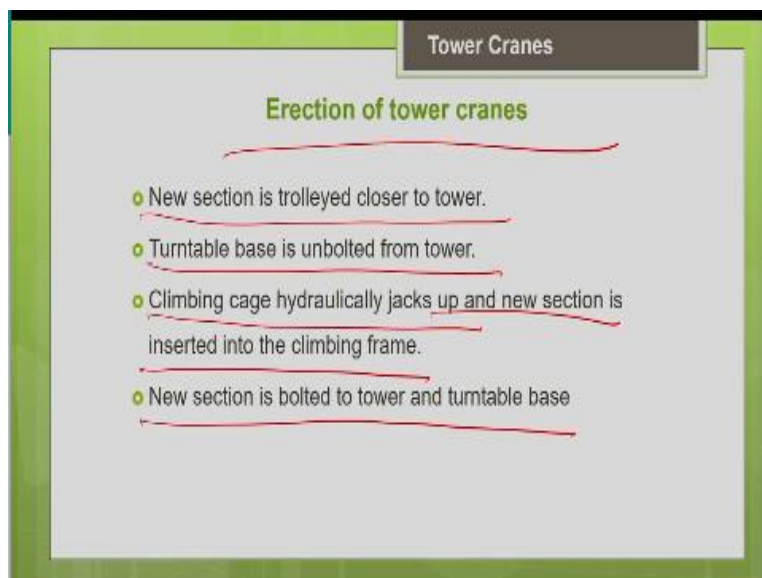 Tower Cranes
Erection of tower cranes
New section is trolleyed closer to tower.
Turntable base is unbolted from tower.
Climbing cage hydraulically jacks up and new section is
inserted into the climbing frame.
New section is bolted to tower and turntable base